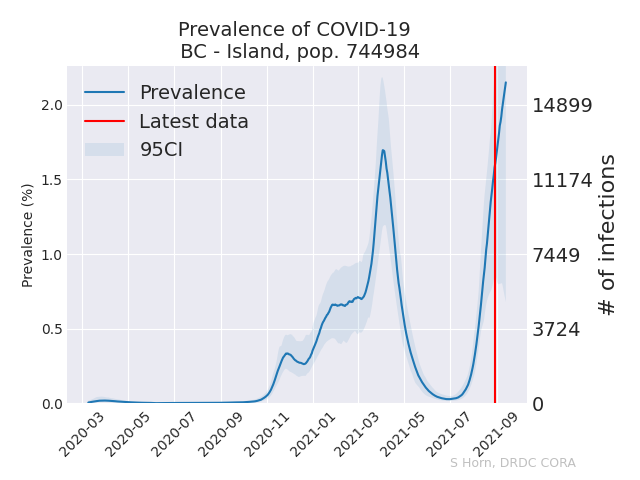 Prevalence of COVID-19
BC - Island, pop. 744984
Prevalence
Latest data
95CI
Prevalence (%)
2.0
1.5
1.0
0.5
0.0
14899
11174
7449
3724
0
# of infections
2020-03
2020-05
2020-07
2020-09
2020-11
2021-01
2021-03
2021-05
2021-07
2021-09
S Horn, DRDC CORA